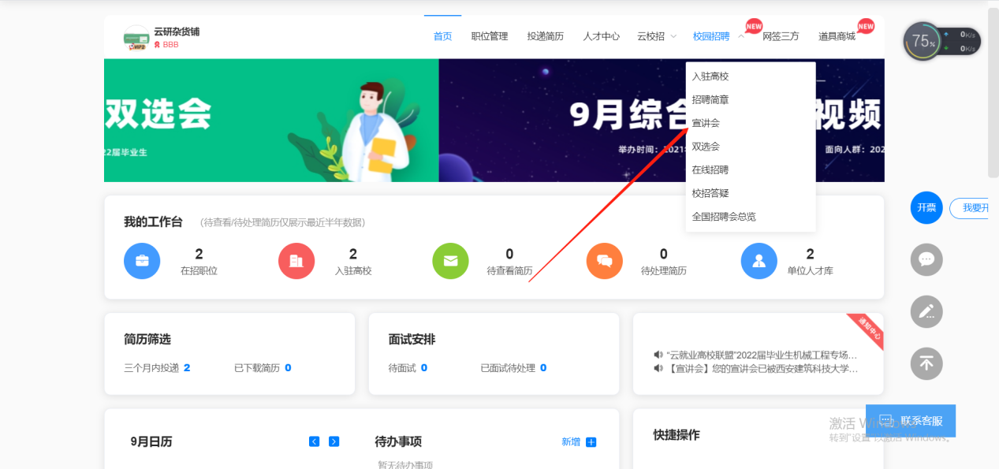 云研杂货铺
BBB
首页 职位管理 投递简历 人才中心 云校招 校园招聘 NEW 网签三方 道具商城 NEW
75%
0K/s
0K/s
入驻高校
招聘简章
宣讲会
双选会
在线招聘
校招答疑
全国招聘会总览
双选会
22届毕业生
9月综合
视频
举办时间：2021
面向人群：202
开票
我要开
我的工作台 (待查看/待处理简历仅展示最近半年数据)
2
在招职位
2
入驻高校
0
待查看简历
0
待处理简历
2
单位人才库
简历筛选
三个月内投递 2 已下载简历 0
面试安排
待面试 0 已面试待处理 0
通知中心
“云就业高校联盟”2022届毕业生机械工程专场...
【宣讲会】您的宣讲会已被西安建筑科技大学...
9月日历
待办事项 新增
暂无待办事项
快捷操作
联系客服
激活 Windows
转到"设置"以激活 Windows。